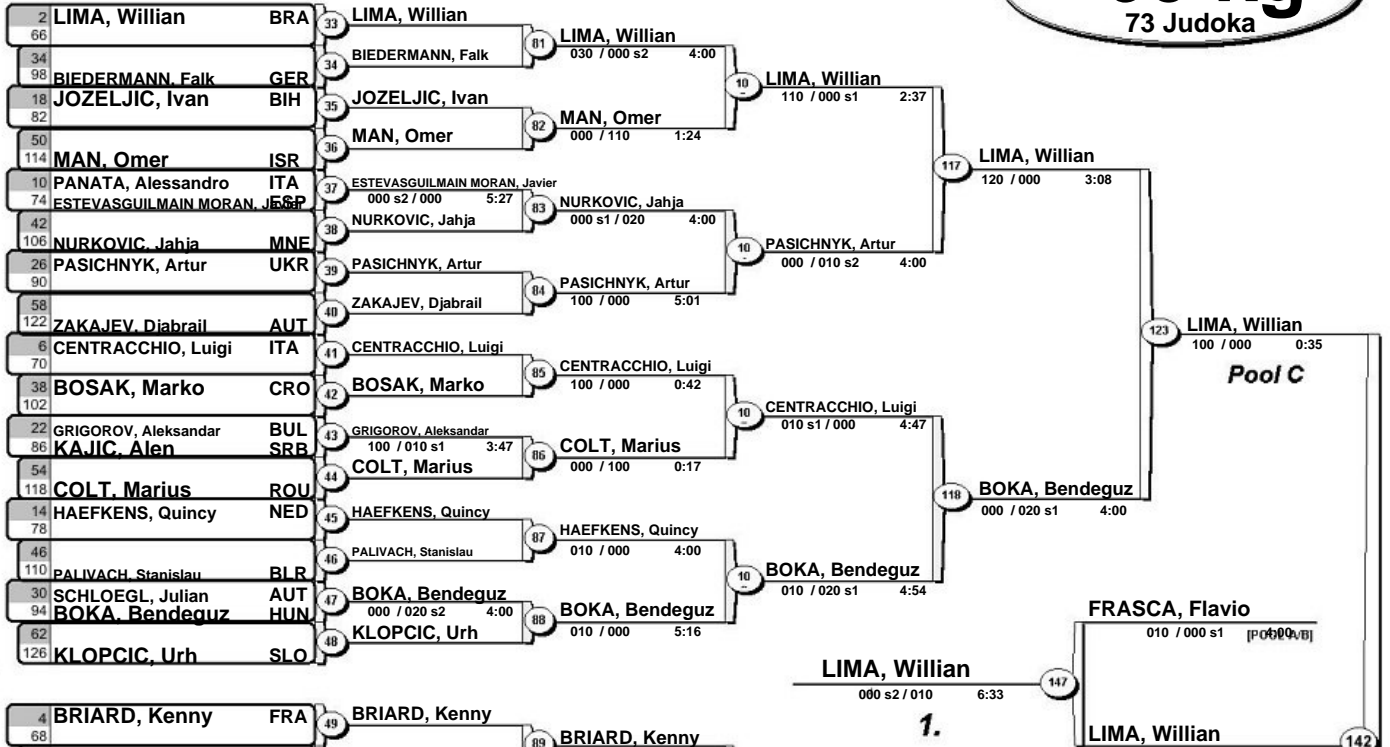 73 Judoka
2 LIMA, Willian BRA
66
34
98 BIEDERMANN, Falk GER
18 JOZELJIC, Ivan BIH
82
50
114 MAN, Omer ISR
10 PANATA, Alessandro ITA
74 ESTEVASGUILMAIN MORAN, Javier ESP
42
106 NURKOVIC, Jahja MNE
26 PASICHNYK, Artur UKR
90
58
122 ZAKAJEV, Djabrail AUT
6 CENTRACCHIO, Luigi ITA
70
38 BOSAK, Marko CRO
102
22 GRIGOROV, Aleksandar BUL
86 KAJIC, Alen SRB
54
118 COLT, Marius ROU
14 HAEFKENS, Quincy NED
78
46
110 PALIVACH, Stanislau BLR
30 SCHLOEGL, Julian AUT
94 BOKA, Bendeguz HUN
62
126 KLOPCIC, Urh SLO
4 BRIARD, Kenny FRA
68
33 LIMA, Willian
34 BIEDERMANN, Falk
35 JOZELJIC, Ivan
36 MAN, Omer
37 ESTEVASGUILMAIN MORAN, Javier
000 s2 / 000 5:27
38 NURKOVIC, Jahja
39 PASICHNYK, Artur
40 ZAKAJEV, Djabrail
41 CENTRACCHIO, Luigi
42 BOSAK, Marko
43 GRIGOROV, Aleksandar
100 / 010 s1 3:47
44 COLT, Marius
45 HAEFKENS, Quincy
46 PALIVACH, Stanislau
47 BOKA, Bendeguz
000 / 020 s2 4:00
48 KLOPCIC, Urh
49 BRIARD, Kenny
81 LIMA, Willian
030 / 000 s2 4:00
82 MAN, Omer
000 / 110 1:24
83 NURKOVIC, Jahja
000 s1 / 020 4:00
84 PASICHNYK, Artur
100 / 000 5:01
85 CENTRACCHIO, Luigi
100 / 000 0:42
86 COLT, Marius
000 / 100 0:17
87 HAEFKENS, Quincy
010 / 000 4:00
88 BOKA, Bendeguz
010 / 000 5:16
89 BRIARD, Kenny
10 LIMA, Willian
110 / 000 s1 2:37
10 PASICHNYK, Artur
000 / 010 s2 4:00
10 CENTRACCHIO, Luigi
010 s1 / 000 4:47
10 BOKA, Bendeguz
010 / 020 s1 4:54
117 LIMA, Willian
120 / 000 3:08
118 BOKA, Bendeguz
000 / 020 s1 4:00
123 LIMA, Willian
100 / 000 0:35
Pool C
FRASCA, Flavio
010 / 000 s1 4:00
[POOL A/B]
LIMA, Willian
000 s2 / 010 6:33
147
1.
LIMA, Willian
142